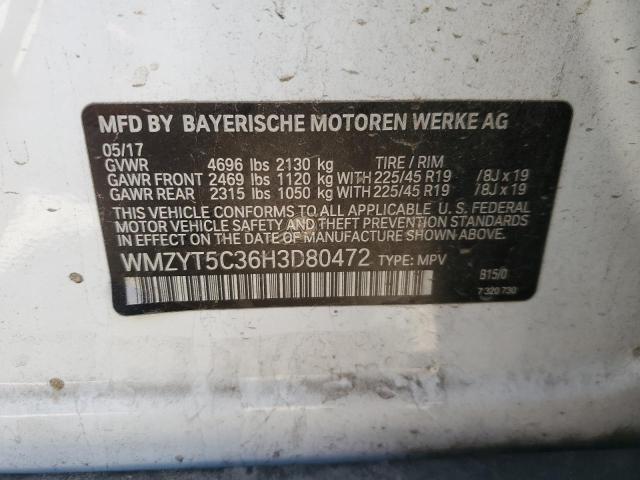 MFD BY BAYERISCHE MOTOREN WERKE AG
05/17
GVWR 4696 lbs 2130 kg TIRE / RIM
GAWR FRONT 2469 lbs 1120 kg WITH 225/45 R19 /8J x 19
GAWR REAR 2315 lbs 1050 kg WITH 225/45 R19 /8J x 19
THIS VEHICLE CONFORMS TO ALL APPLICABLE U. S. FEDERAL
MOTOR VEHICLE SAFETY AND THEFT PREVENTION STANDARDS
IN EFFECT ON THE DATE OF MANUFACTURE SHOWN ABOVE.
WMZYT5C36H3D80472 TYPE: MPV
B15/0
7 320 730